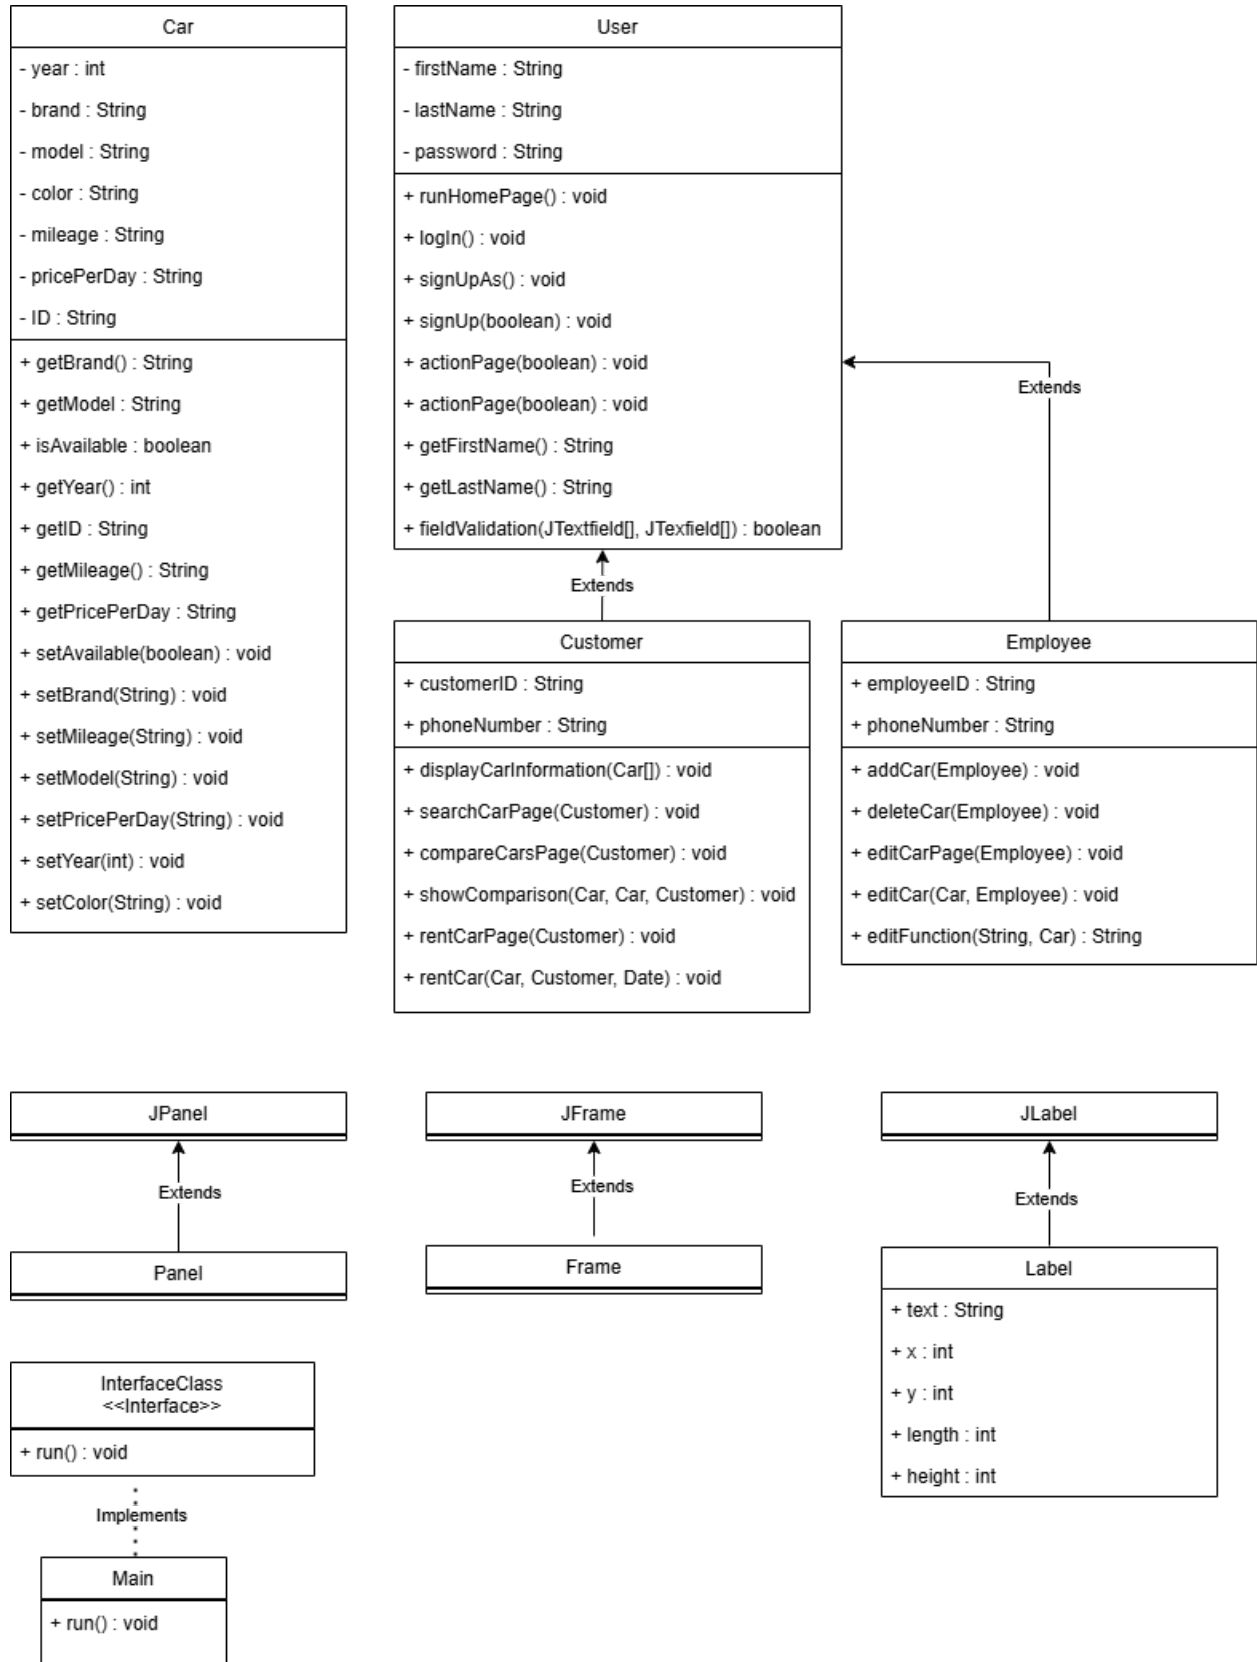 Car
- year : int
- brand : String
- model : String
- color : String
- mileage : String
- pricePerDay : String
- ID : String
+ getBrand() : String
+ getModel : String
+ isAvailable : boolean
+ getYear() : int
+ getID : String
+ getMileage() : String
+ getPricePerDay : String
+ setAvailable(boolean) : void
+ setBrand(String) : void
+ setMileage(String) : void
+ setModel(String) : void
+ setPricePerDay(String) : void
+ setYear(int) : void
+ setColor(String) : void
User
- firstName : String
- lastName : String
- password : String
+ runHomePage() : void
+ logIn() : void
+ signUpAs() : void
+ signUp(boolean) : void
+ actionPage(boolean) : void
+ actionPage(boolean) : void
+ getFirstName() : String
+ getLastName() : String
+ fieldValidation(JTextfield[], JTexfield[]) : boolean
Extends
Extends
Customer
+ customerID : String
+ phoneNumber : String
+ displayCarInformation(Car[]) : void
+ searchCarPage(Customer) : void
+ compareCarsPage(Customer) : void
+ showComparison(Car, Car, Customer) : void
+ rentCarPage(Customer) : void
+ rentCar(Car, Customer, Date) : void
Employee
+ employeeID : String
+ phoneNumber : String
+ addCar(Employee) : void
+ deleteCar(Employee) : void
+ editCarPage(Employee) : void
+ editCar(Car, Employee) : void
+ editFunction(String, Car) : String
JPanel
Extends
Panel
JFrame
Extends
Frame
JLabel
Extends
Label
+ text : String
+ x : int
+ y : int
+ length : int
+ height : int
InterfaceClass
<<Interface>>
+ run() : void
Implements
Main
+ run() : void